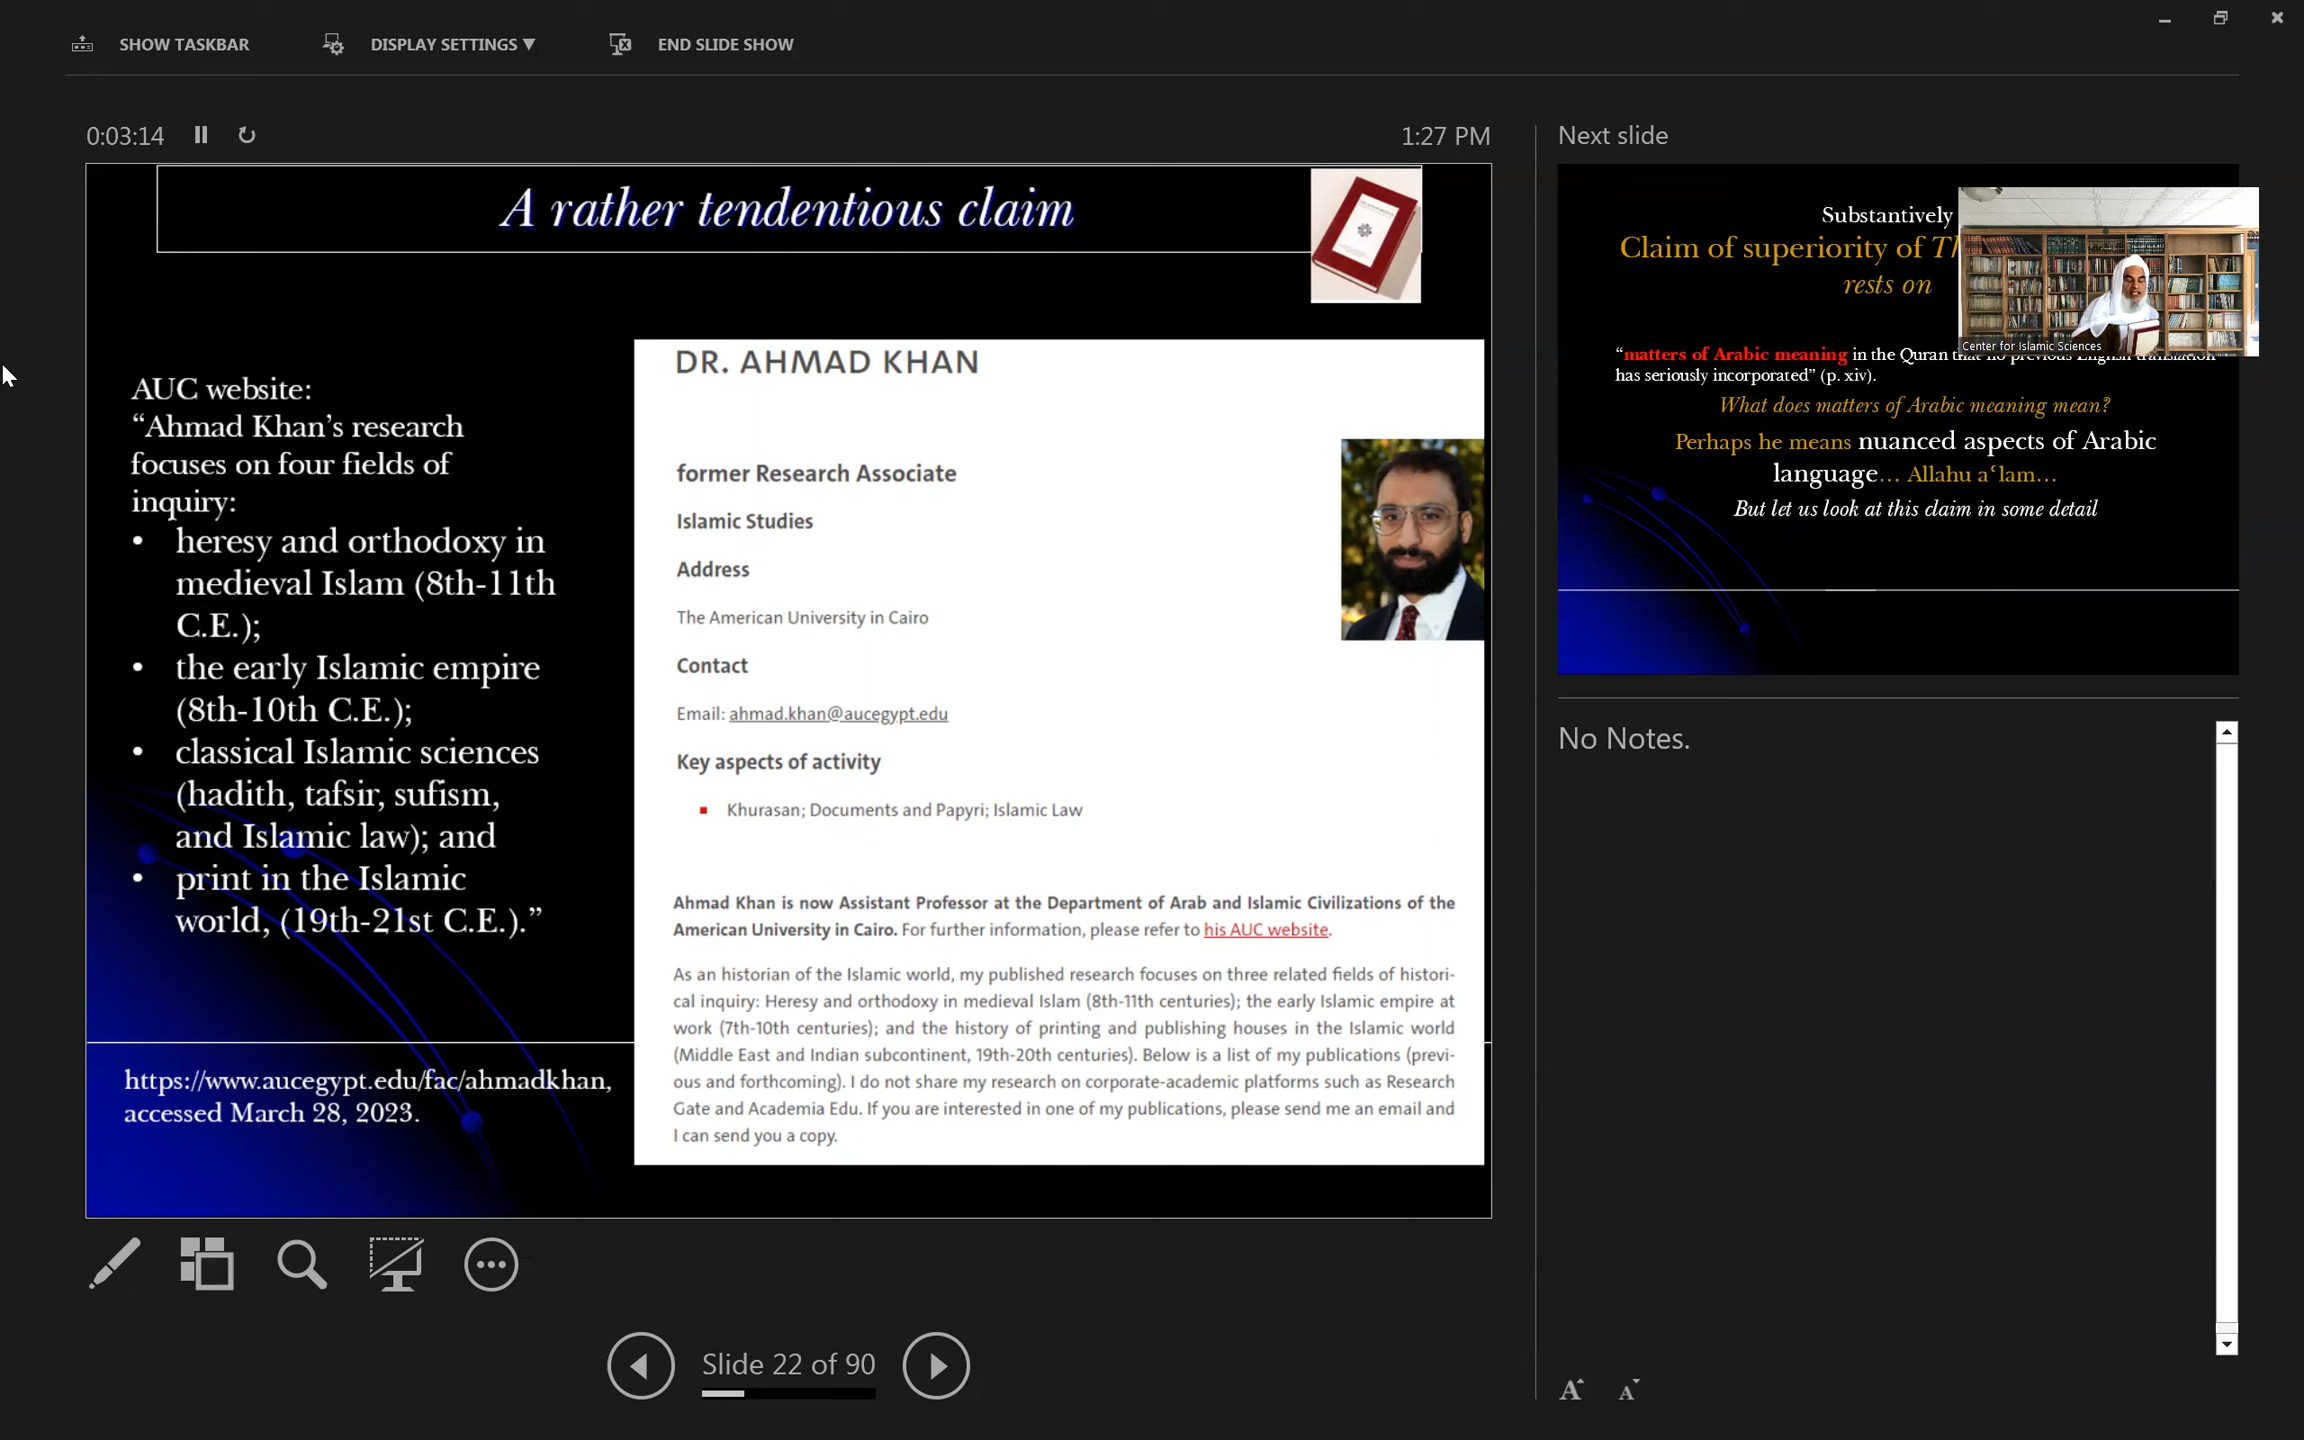 SHOW TASKBAR
DISPLAY SETTINGS ▼
END SLIDE SHOW
0:03:14
1:27 PM
A rather tendentious claim
AUC website:
“Ahmad Khan’s research
focuses on four fields of
inquiry:
• heresy and orthodoxy in
medieval Islam (8th-11th
C.E.);
• the early Islamic empire
(8th-10th C.E.);
• classical Islamic sciences
(hadith, tafsir, sufism,
and Islamic law); and
• print in the Islamic
world, (19th-21st C.E.).”
https://www.aucegypt.edu/fac/ahmadkhan,
accessed March 28, 2023.
DR. AHMAD KHAN
former Research Associate
Islamic Studies
Address
The American University in Cairo
Contact
Email: ahmad.khan@aucegypt.edu
Key aspects of activity
Khurasan; Documents and Papyri; Islamic Law
Ahmad Khan is now Assistant Professor at the Department of Arab and Islamic Civilizations of the
American University in Cairo. For further information, please refer to his AUC website.
As an historian of the Islamic world, my published research focuses on three related fields of histori-
cal inquiry: Heresy and orthodoxy in medieval Islam (8th-11th centuries); the early Islamic empire at
work (7th-10th centuries); and the history of printing and publishing houses in the Islamic world
(Middle East and Indian subcontinent, 19th-20th centuries). Below is a list of my publications (previ-
ous and forthcoming). I do not share my research on corporate-academic platforms such as Research
Gate and Academia Edu. If you are interested in one of my publications, please send me an email and
I can send you a copy.
Slide 22 of 90
Next slide
Substantively
Claim of superiority of
rests on
Center for Islamic Sciences
“matters of Arabic meaning in the Quran that no previous English translation
has seriously incorporated” (p. xiv).
What does matters of Arabic meaning mean?
Perhaps he means nuanced aspects of Arabic
language… Allahu aʿlam…
But let us look at this claim in some detail
No Notes.